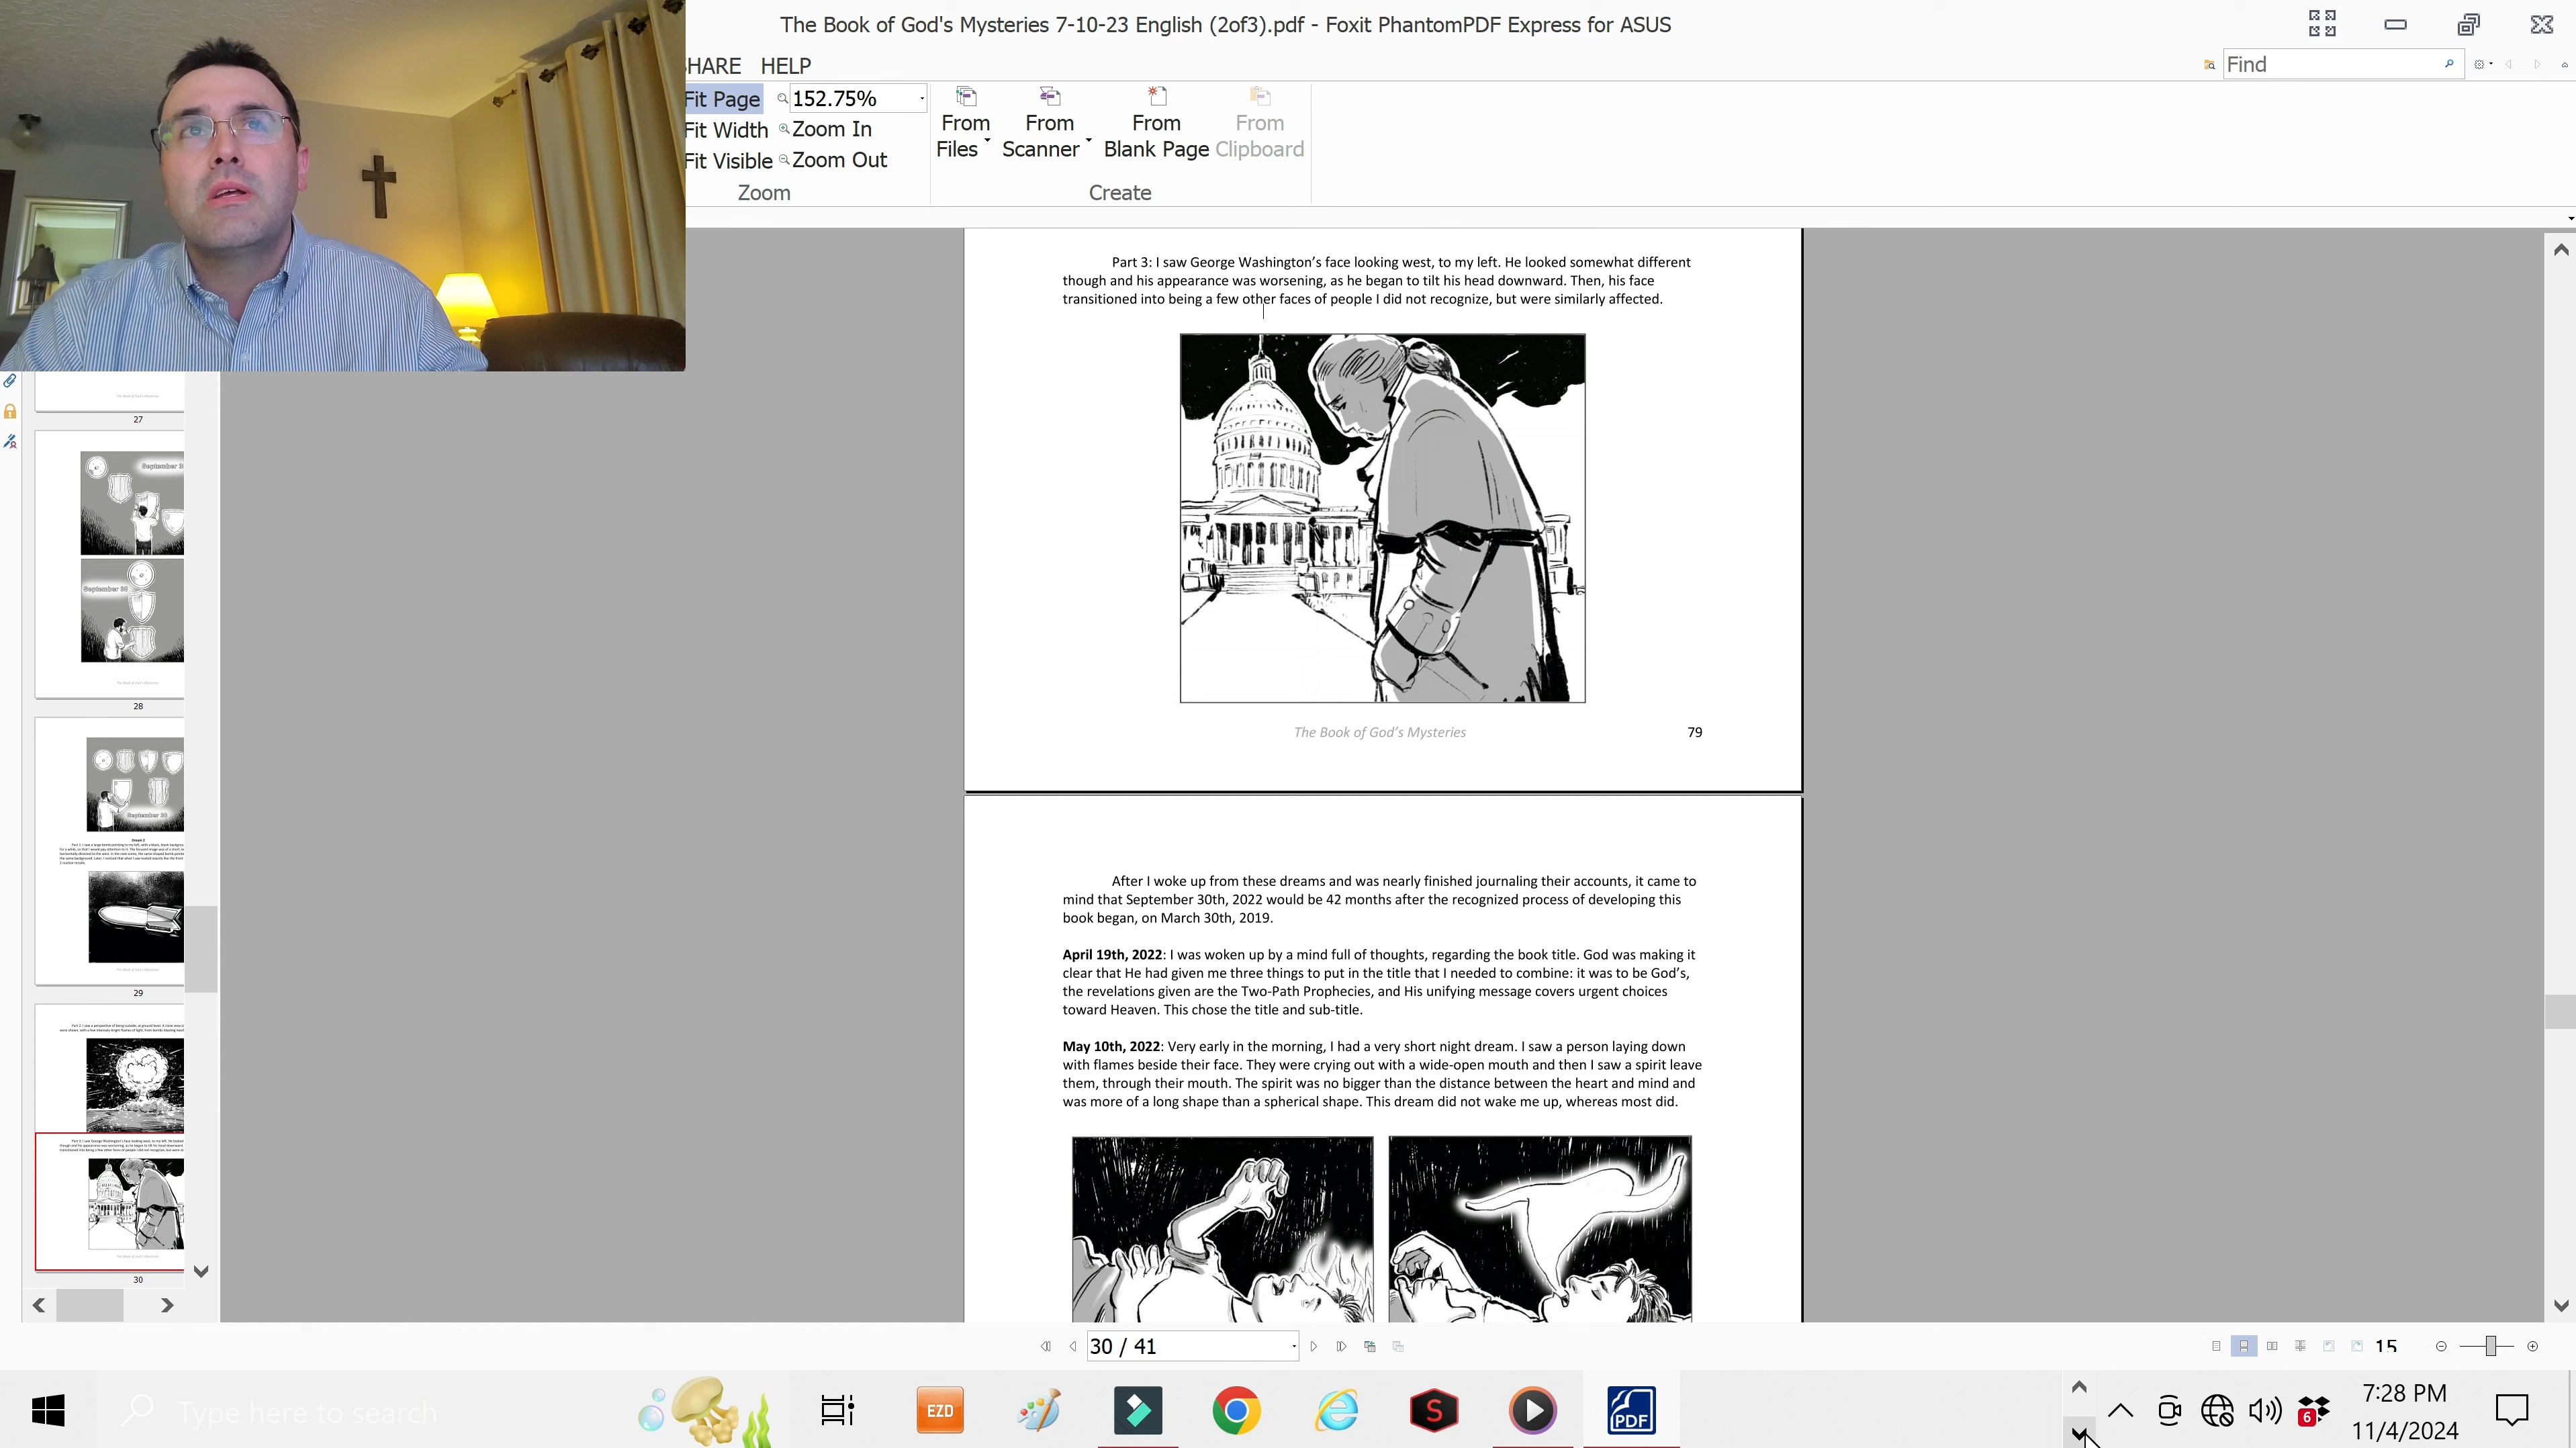 The Book of God's Mysteries 7-10-23 English (2of3).pdf - Foxit PhantomPDF Express for ASUS
HARE HELP
Find
Fit Page 152.75%
Fit Width Zoom In
Fit Visible Zoom Out
Zoom
From Files
From Scanner
From Blank Page
From Clipboard
Create
Part 3: I saw George Washington's face looking west, to my left. He looked somewhat different
though and his appearance was worsening, as he began to tilt his head downward. Then, his face
transitioned into being a few other faces of people I did not recognize, but were similarly affected.
The Book of God's Mysteries 79
After I woke up from these dreams and was nearly finished journaling their accounts, it came to
mind that September 30th, 2022 would be 42 months after the recognized process of developing this
book began, on March 30th, 2019.
April 19th, 2022: I was woken up by a mind full of thoughts, regarding the book title. God was making it
clear that He had given me three things to put in the title that I needed to combine: it was to be God's,
the revelations given are the Two-Path Prophecies, and His unifying message covers urgent choices
toward Heaven. This chose the title and sub-title.
May 10th, 2022: Very early in the morning, I had a very short night dream. I saw a person laying down
with flames beside their face. They were crying out with a wide-open mouth and then I saw a spirit leave
them, through their mouth. The spirit was no bigger than the distance between the heart and mind and
was more of a long shape than a spherical shape. This dream did not wake me up, whereas most did.
27
September 3
September 30
28
September 30
29
30
30 / 41
15
Type here to search
EZD
S
PDF
6
7:28 PM
11/4/2024